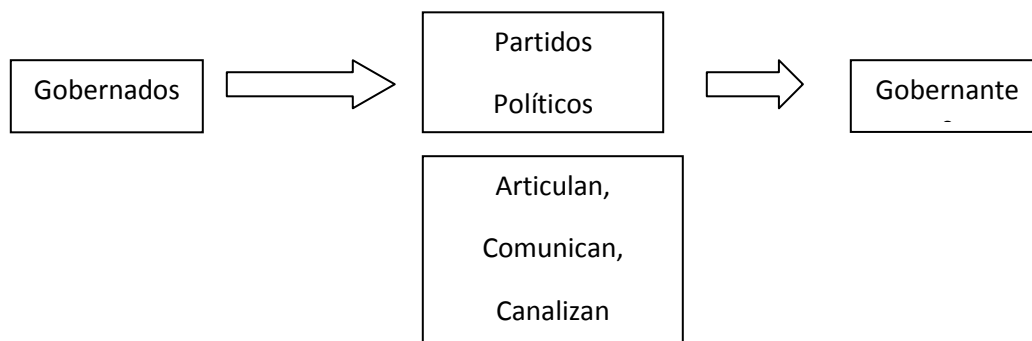 Gobernados
Partidos
Políticos
Gobernante
Articulan,
Comunican,
Canalizan